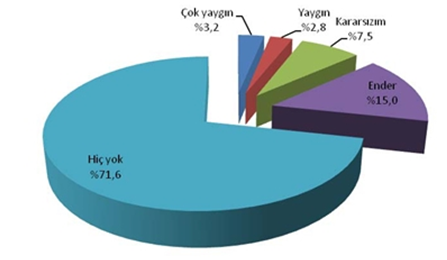 Çok yaygın
%3,2
Yaygın
%2,8
Kararsızım
%7,5
Ender
%15,0
Hiç yok
%71,6